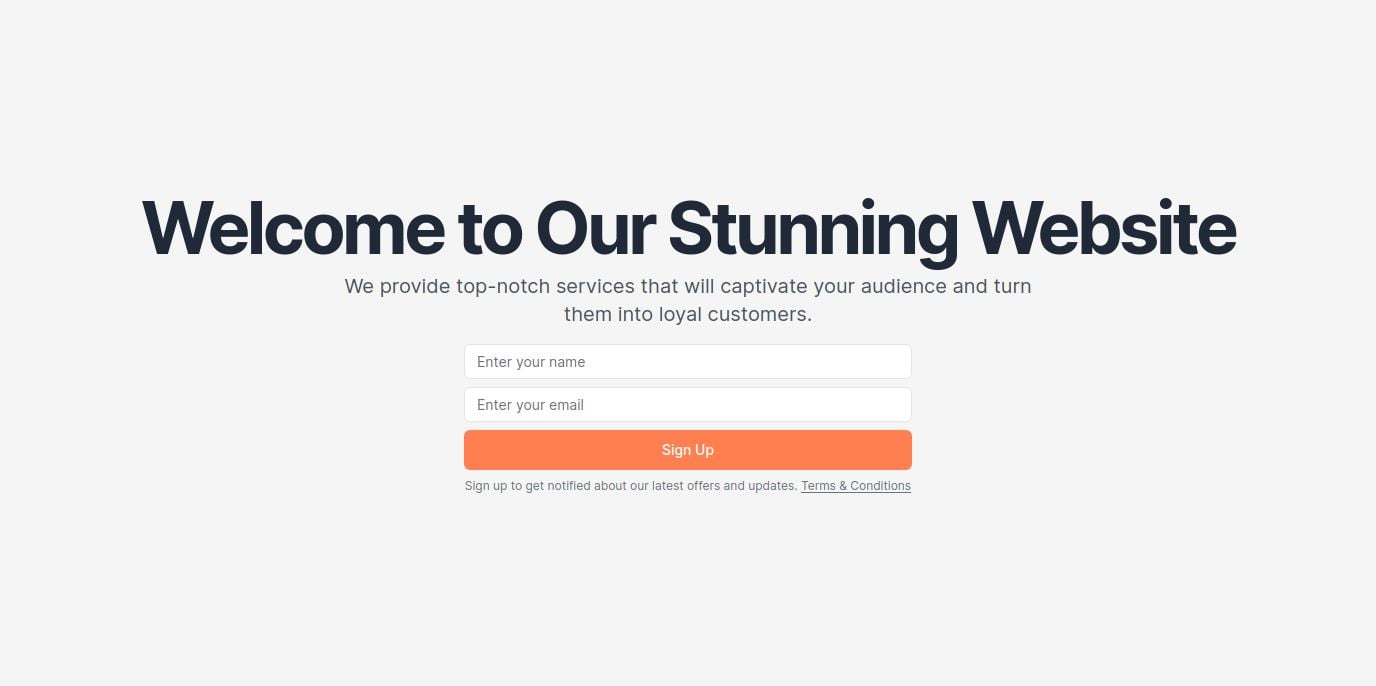 Welcome to Our Stunning Website
We provide top-notch services that will captivate your audience and turn
them into loyal customers.
Enter your name
Enter your email
Sign Up
Sign up to get notified about our latest offers and updates. Terms & Conditions